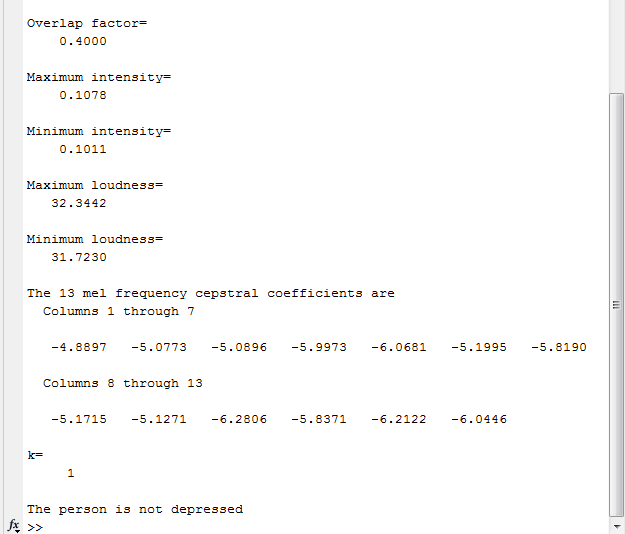 Overlap factor=
0.4000
Maximum intensity=
0.1078
Minimum intensity=
0.1011
Maximum loudness=
32.3442
Minimum loudness=
31.7230
The 13 mel frequency cepstral coefficients are
Columns 1 through 7
-4.8897 -5.0773 -5.0896 -5.9973 -6.0681 -5.1995 -5.8190
Columns 8 through 13
-5.1715 -5.1271 -6.2806 -5.8371 -6.2122 -6.0446
k=
1
The person is not depressed
fx >>